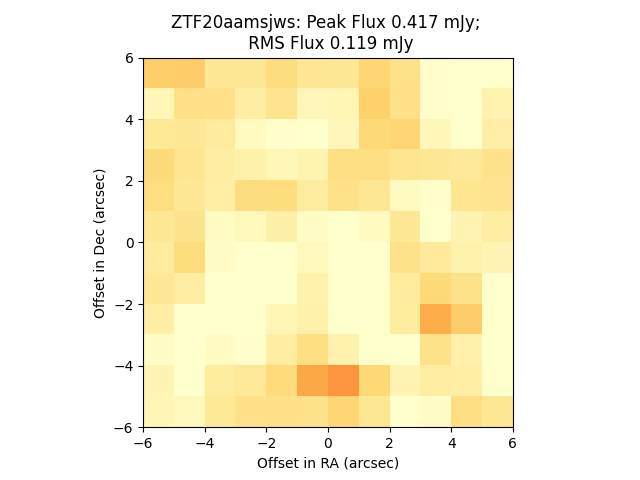 ZTF20aamsjws: Peak Flux 0.417 mJy;
RMS Flux 0.119 mJy
6
4
2
0
−2
−4
−6
Offset in Dec (arcsec)
−6 −4 −2 0 2 4 6
Offset in RA (arcsec)